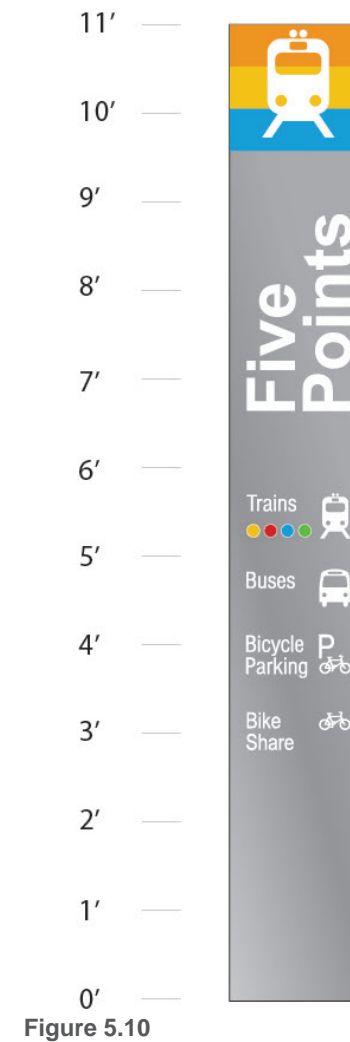 11′
10′
9′
8′
7′
6′
5′
4′
3′
2′
1′
0′
Five
Points
Trains
Buses
Bicycle P
Parking
Bike
Share
Figure 5.10